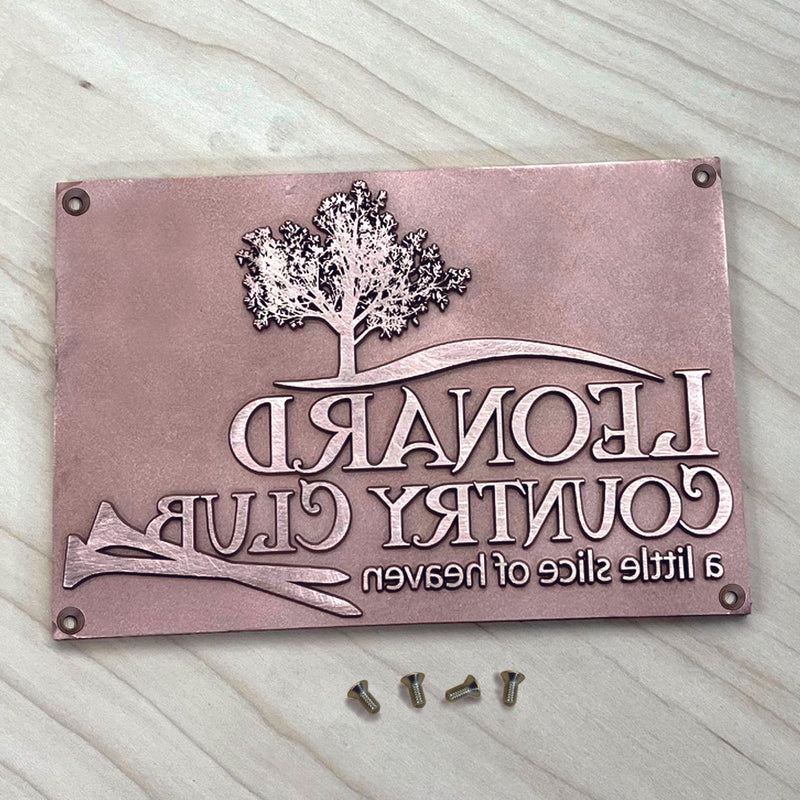 LEONARD
COUNTRY CLUB
a little slice of heaven